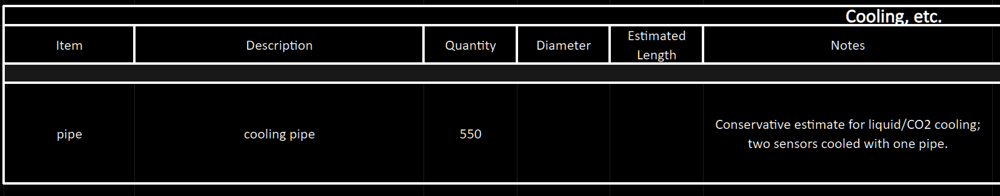 Cooling, etc.
Item
Description
Quantity
Diameter
Estimated
Length
Notes
pipe
cooling pipe
550
Conservative estimate for liquid/CO2 cooling;
two sensors cooled with one pipe.